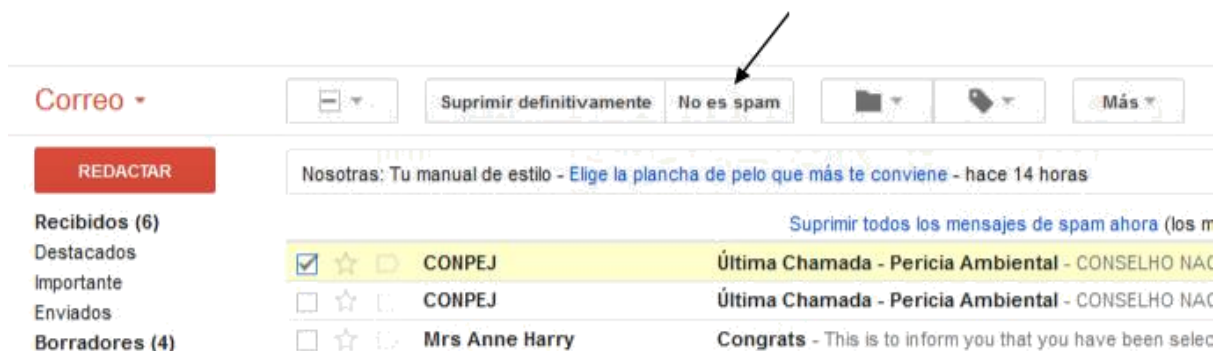 Correo
Suprimir definitivamente No es spam Más
REDACTAR
Nosotras: Tu manual de estilo - Elige la plancha de pelo que más te conviene - hace 14 horas
Recibidos (6)
Suprimir todos los mensajes de spam ahora (los m
Destacados
CONPEJ Última Chamada - Pericia Ambiental - CONSELHO NAC
Importante
CONPEJ Última Chamada - Pericia Ambiental - CONSELHO NAC
Enviados
Borradores (4)
Mrs Anne Harry Congrats - This is to inform you that you have been selec